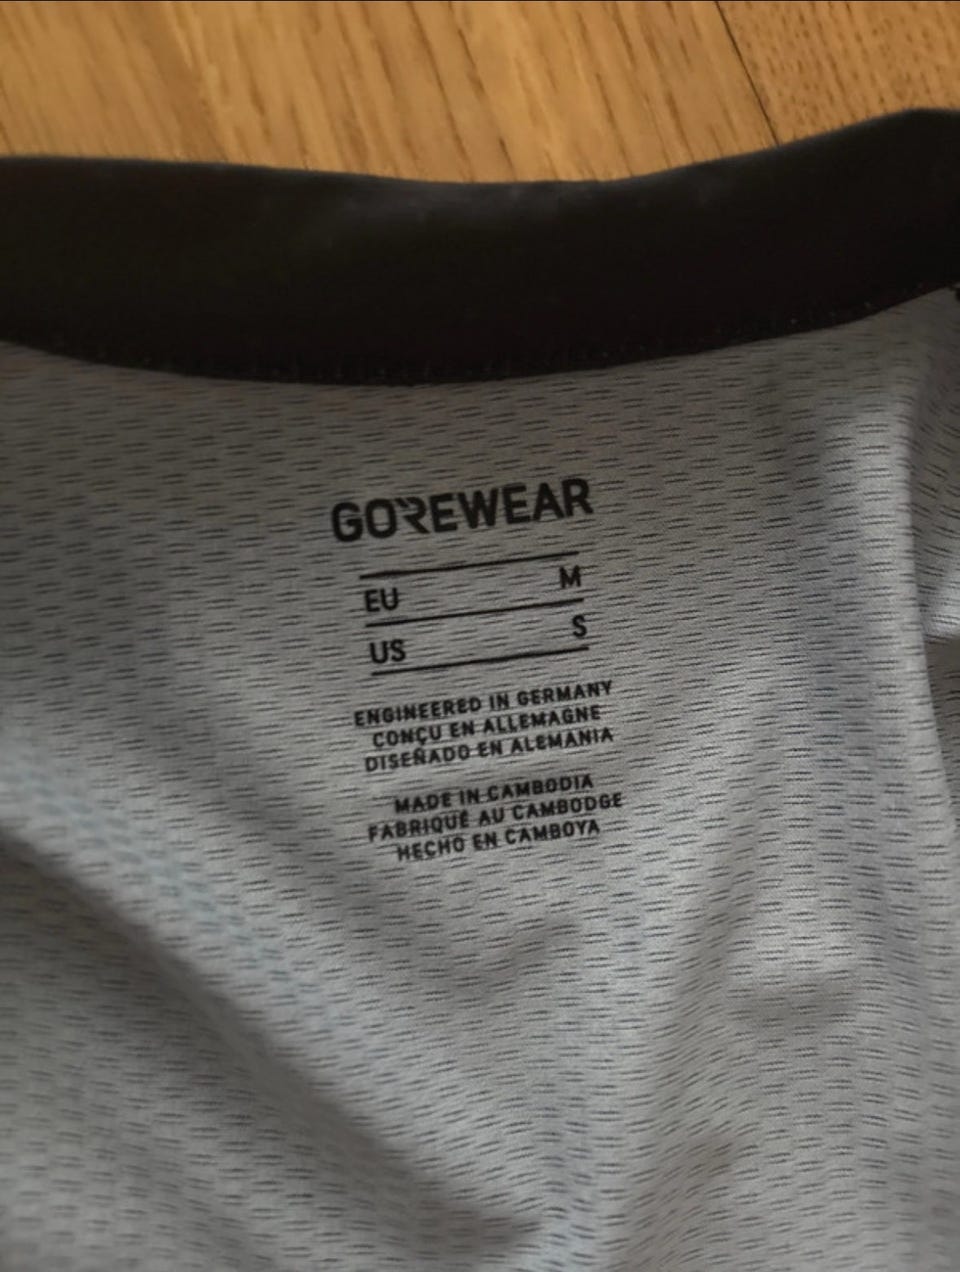 GOREWEAR
EU M
US S
ENGINEERED IN GERMANY
CONÇU EN ALLEMAGNE
DISEÑADO EN ALEMANIA
MADE IN CAMBODIA
FABRIQUÉ AU CAMBODGE
HECHO EN CAMBOYA